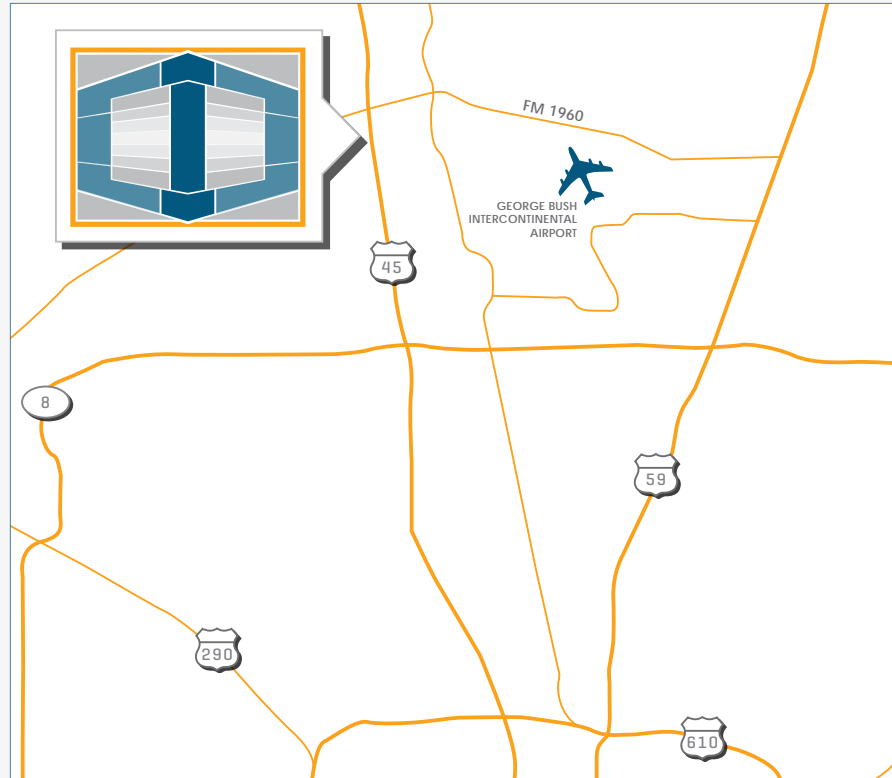 FM 1960
GEORGE BUSH
INTERCONTINENTAL
AIRPORT
45
8
59
290
610